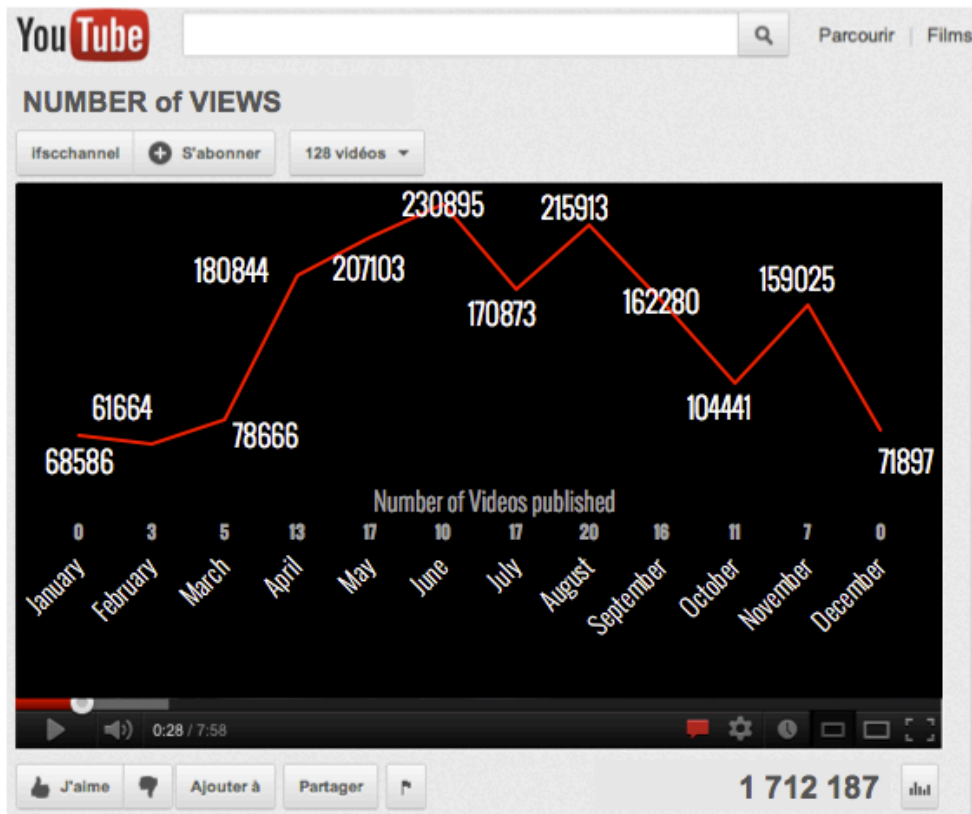 YouTube Parcourir | Films
NUMBER of VIEWS
ifscchannel S'abonner 128 vidéos
230895 215913
180844 207103 159025
170873 162280
61664 104441
78666
68586 71897
Number of Videos published
0 3 5 13 17 10 17 20 16 11 7 0
January February March April May June July August September October November December
0:28 / 7:58
J'aime Ajouter à Partager 1 712 187